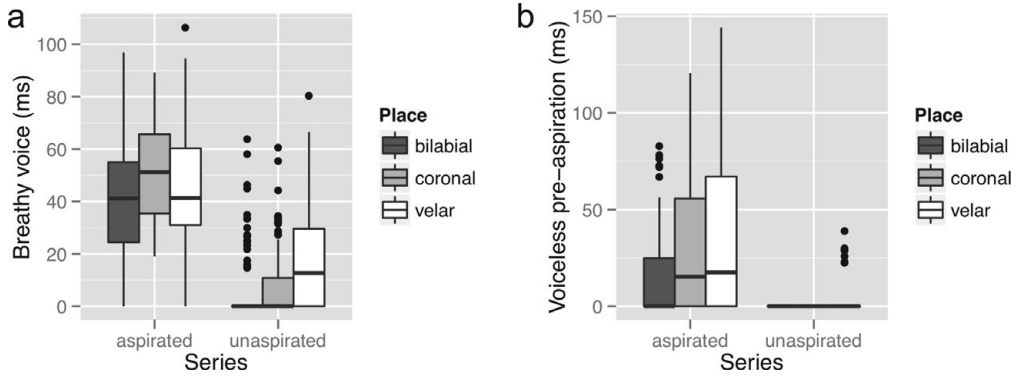 a
Breathy voice (ms)
100
80
60
40
20
0
aspirated unaspirated
Series
Place
bilabial
coronal
velar
b
Voiceless pre-aspiration (ms)
150
100
50
0
aspirated unaspirated
Series
Place
bilabial
coronal
velar